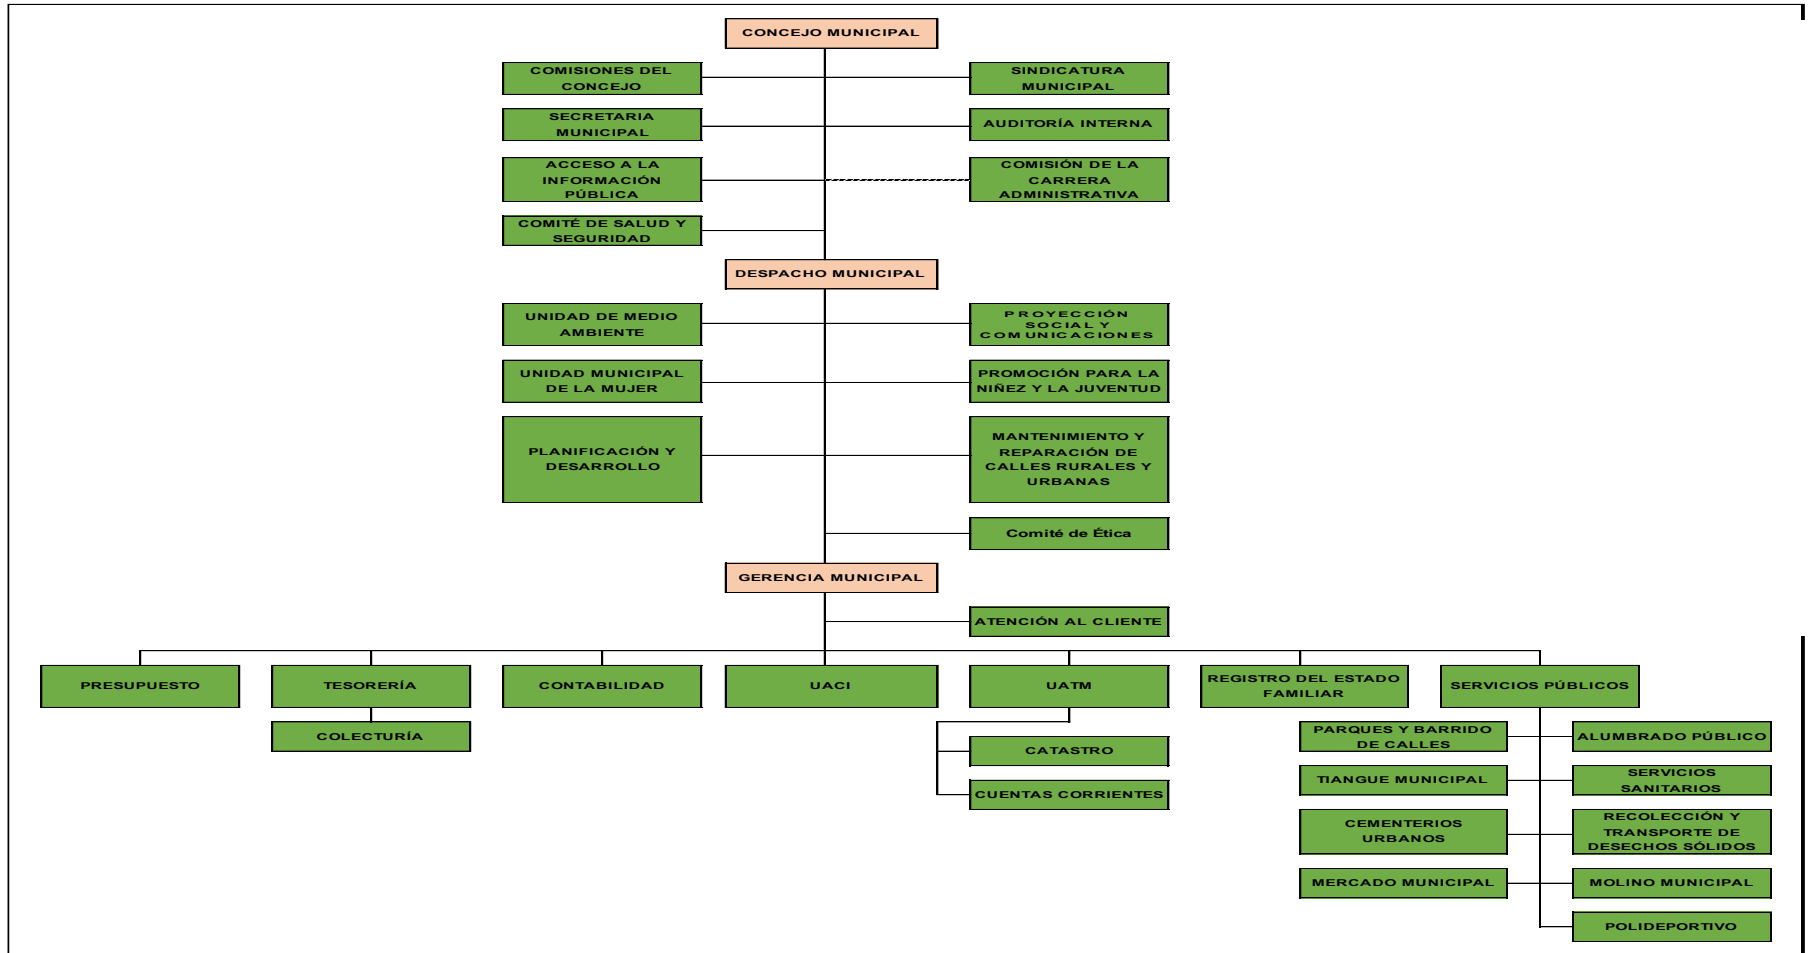 CONCEJO MUNICIPAL
COMISIONES DEL
CONCEJO
SINDICATURA
MUNICIPAL
SECRETARIA
MUNICIPAL
AUDITORÍA INTERNA
ACCESO A LA
INFORMACIÓN
PÚBLICA
COMISIÓN DE LA
CARRERA
ADMINISTRATIVA
COMITÉ DE SALUD Y
SEGURIDAD
DESPACHO MUNICIPAL
UNIDAD DE MEDIO
AMBIENTE
PROYECCIÓN
SOCIAL Y
COMUNICACIONES
UNIDAD MUNICIPAL
DE LA MUJER
PROMOCIÓN PARA LA
NIÑEZ Y LA JUVENTUD
PLANIFICACIÓN Y
DESARROLLO
MANTENIMIENTO Y
REPARACIÓN DE
CALLES RURALES Y
URBANAS
Comité de Ética
GERENCIA MUNICIPAL
ATENCIÓN AL CLIENTE
PRESUPUESTO
TESORERÍA
CONTABILIDAD
UACI
UATM
REGISTRO DEL ESTADO
FAMILIAR
SERVICIOS PÚBLICOS
COLECTURÍA
CATASTRO
CUENTAS CORRIENTES
PARQUES Y BARRIDO
DE CALLES
ALUMBRADO PÚBLICO
TIANGUE MUNICIPAL
SERVICIOS
SANITARIOS
CEMENTERIOS
URBANOS
RECOLECCIÓN Y
TRANSPORTE DE
DESECHOS SÓLIDOS
MERCADO MUNICIPAL
MOLINO MUNICIPAL
POLIDEPORTIVO